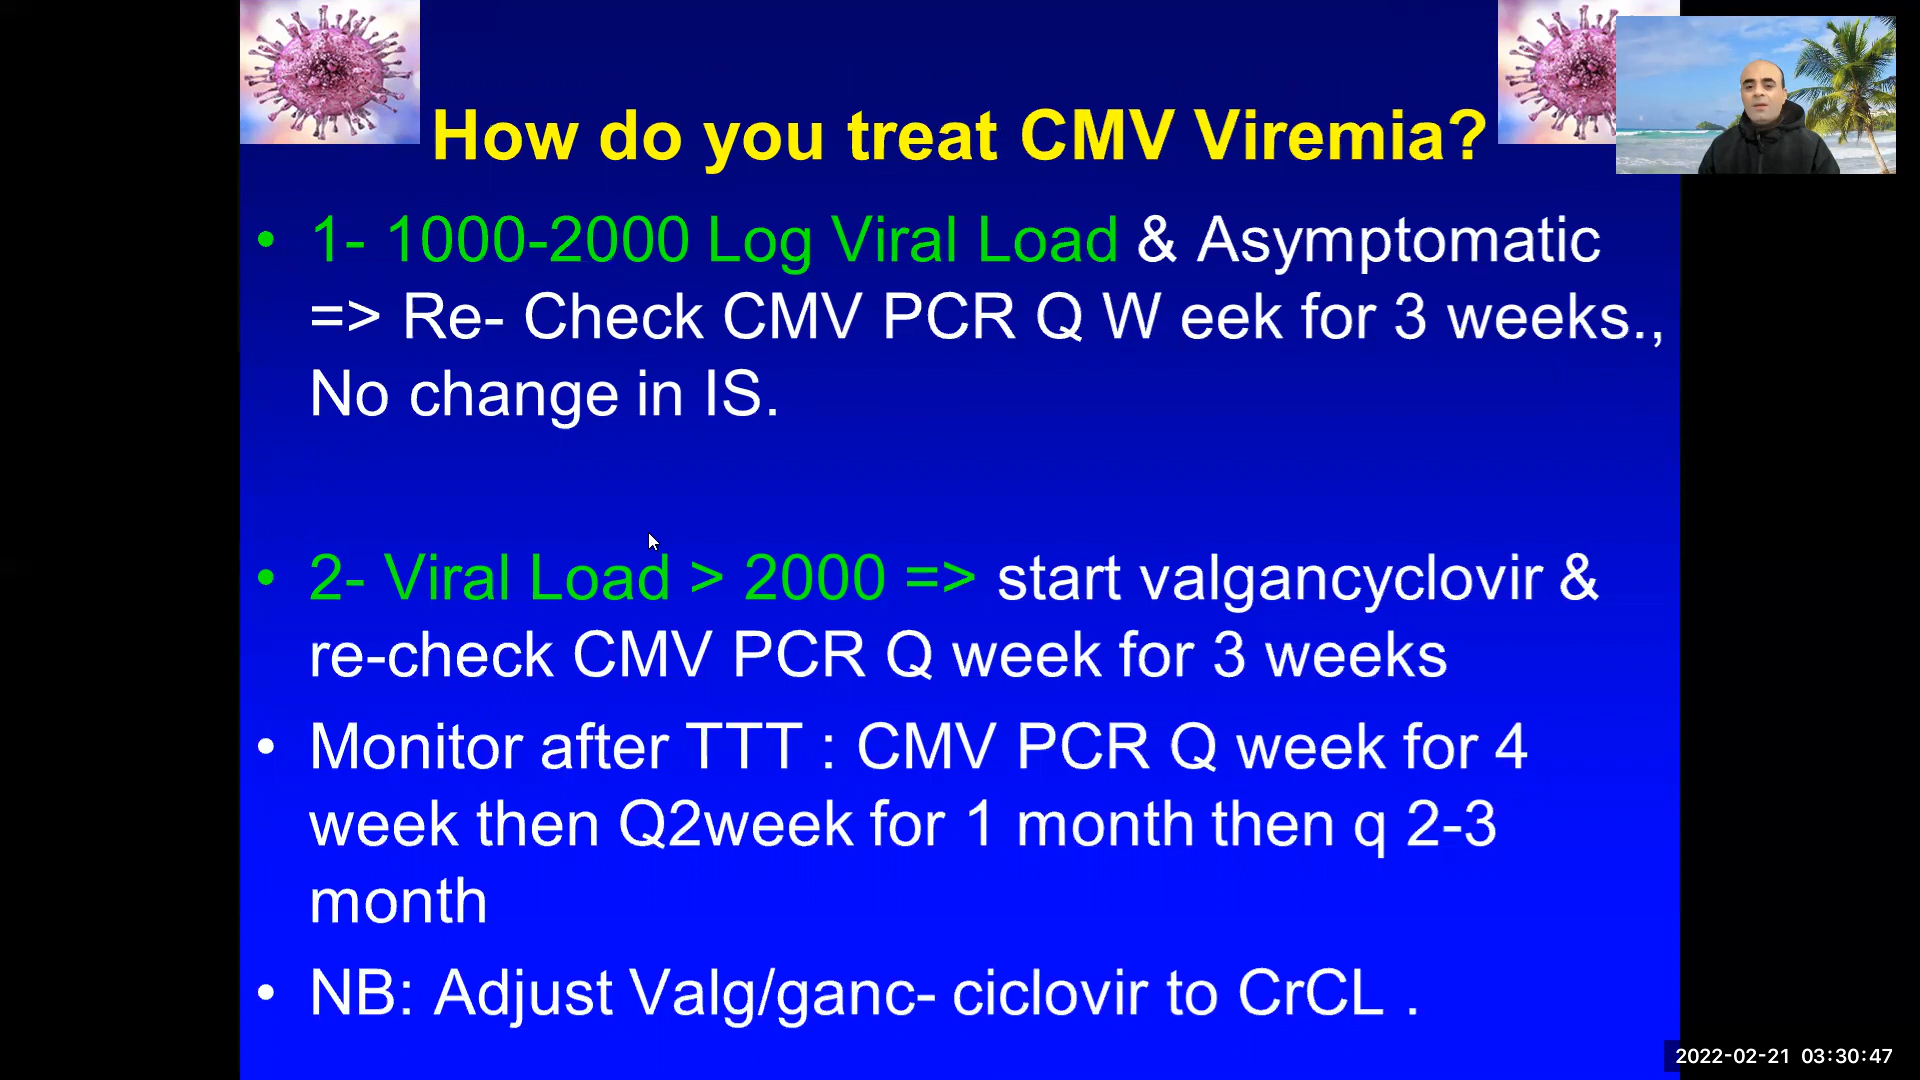 How do you treat CMV Viremia?
• 1- 1000-2000 Log Viral Load & Asymptomatic
=> Re- Check CMV PCR Q W eek for 3 weeks.,
No change in IS.
• 2- Viral Load > 2000 => start valgancyclovir &
re-check CMV PCR Q week for 3 weeks
• Monitor after TTT : CMV PCR Q week for 4
week then Q2week for 1 month then q 2-3
month
• NB: Adjust Valg/ganc- ciclovir to CrCL .
2022-02-21 03:30:47